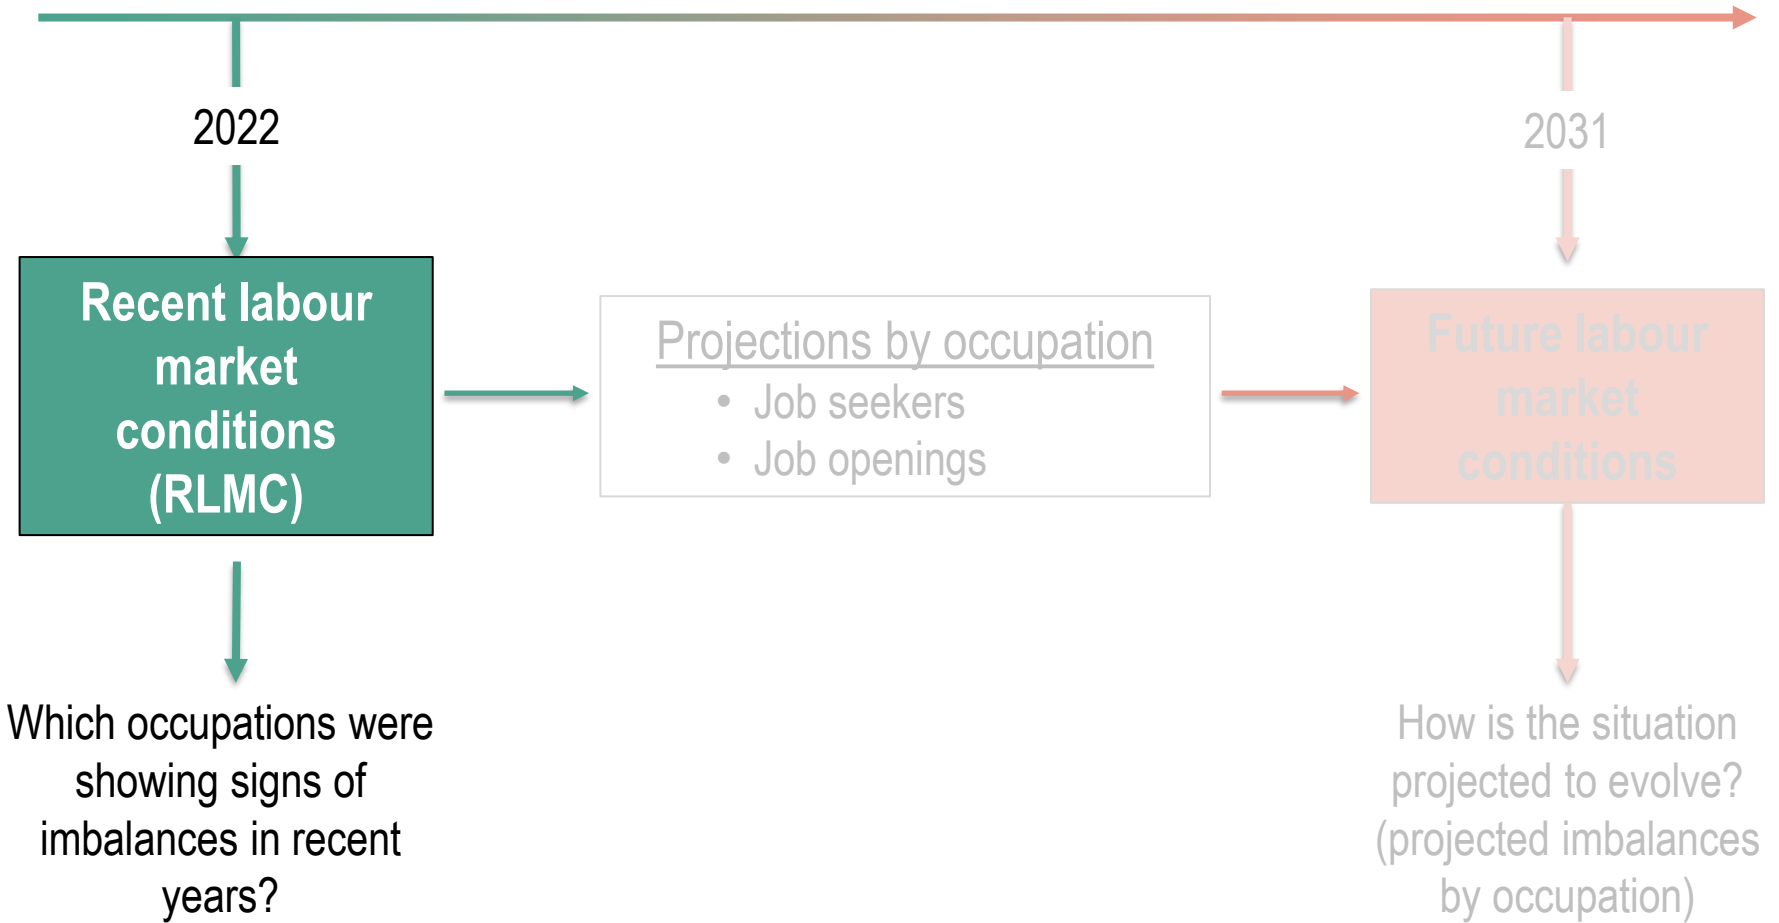 2022
2031
Recent labour
market
conditions
(RLMC)
Projections by occupation
• Job seekers
• Job openings
Future labour
market
conditions
Which occupations were
showing signs of
imbalances in recent
years?
How is the situation
projected to evolve?
(projected imbalances
by occupation)